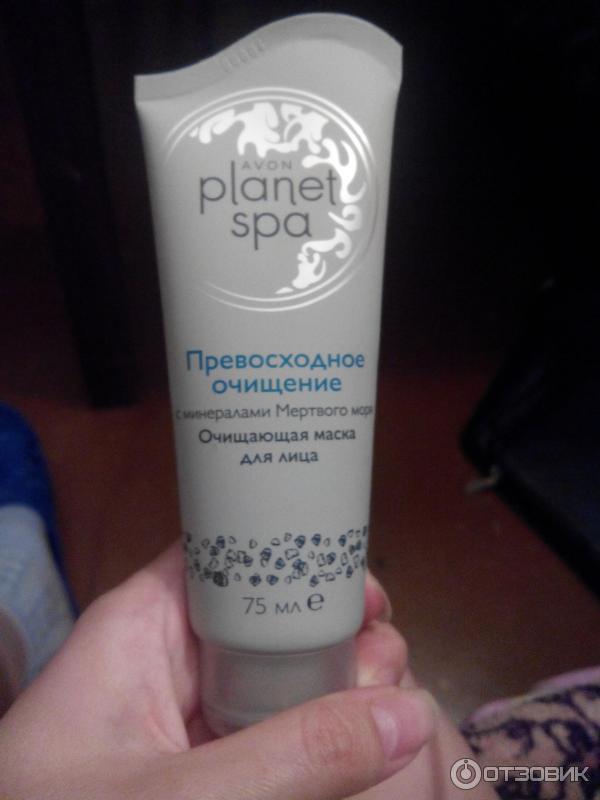 AVON
planet
spa
Превосходное
очищение
с минералами Мертвого моря
Очищающая маска
для лица
75 мл e
ОТЗОВИК